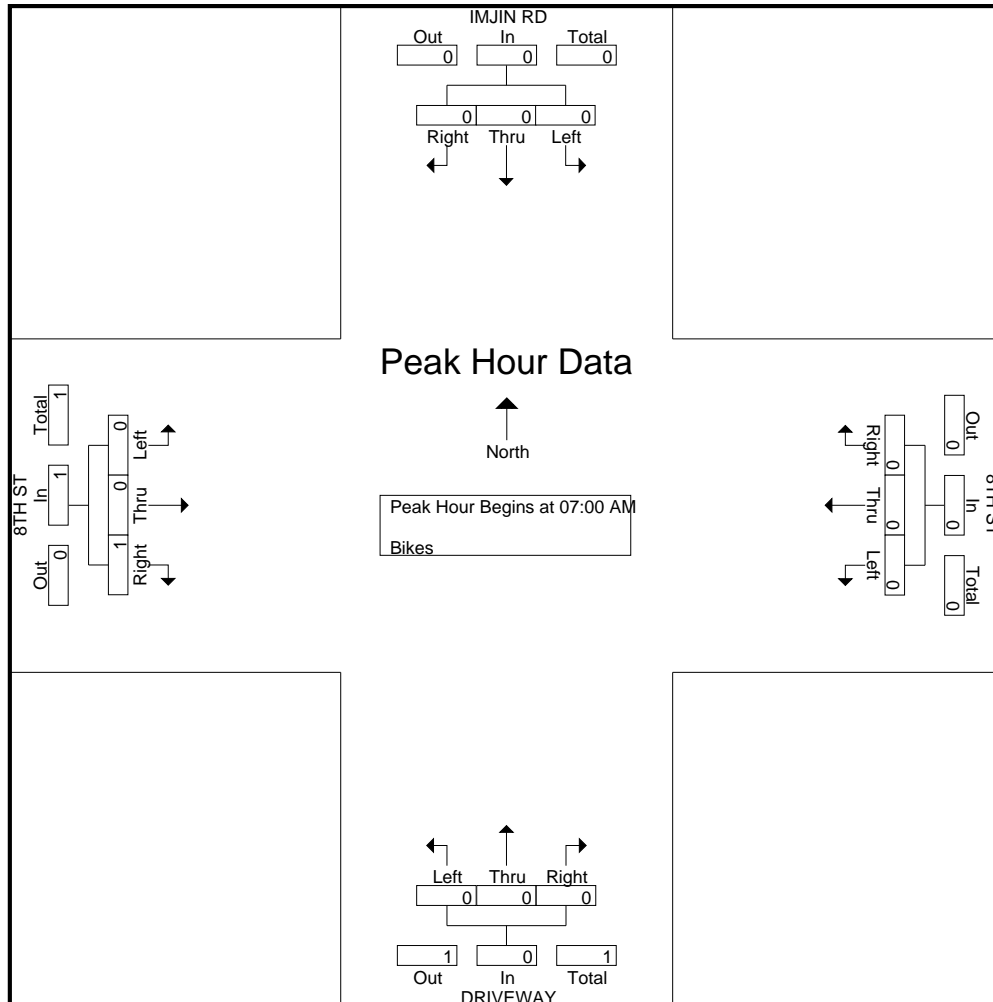 IMJIN RD
Out In Total
0 0 0
0 0 0
Right Thru Left
Peak Hour Data
North
Peak Hour Begins at 07:00 AM
Bikes
8TH ST
Out In Total
0 1 1
Right Thru Left
1 0 0
8TH ST
Out In Total
0 0 0
Right Thru Left
0 0 0
Left Thru Right
0 0 0
1 0 1
Out In Total
DRIVEWAY